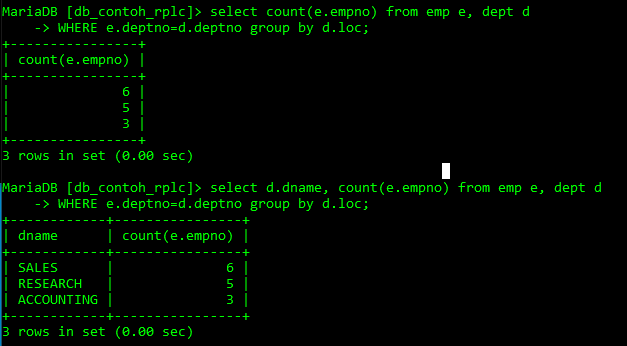 MariaDB [db_contoh_rplc]> select count(e.empno) from emp e, dept d
    -> WHERE e.deptno=d.deptno group by d.loc;
+----------------+
| count(e.empno) |
+----------------+
|              6 |
|              5 |
|              3 |
+----------------+
3 rows in set (0.00 sec)
MariaDB [db_contoh_rplc]> select d.dname, count(e.empno) from emp e, dept d
    -> WHERE e.deptno=d.deptno group by d.loc;
+------------+----------------+
| dname      | count(e.empno) |
+------------+----------------+
| SALES      |              6 |
| RESEARCH   |              5 |
| ACCOUNTING |              3 |
+------------+----------------+
3 rows in set (0.00 sec)